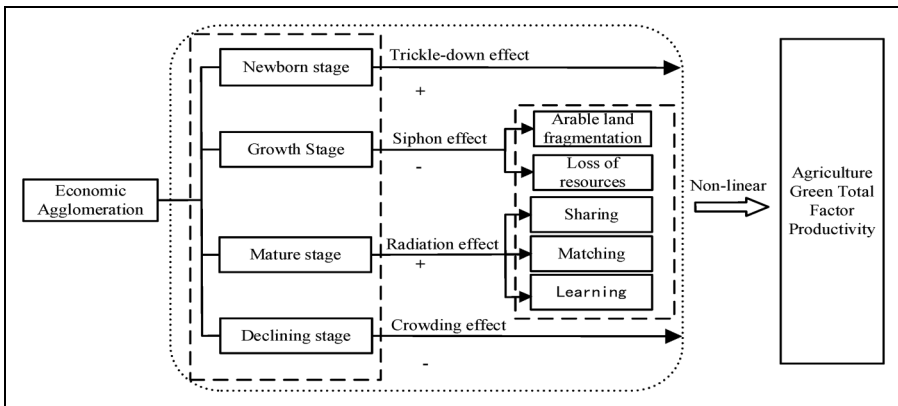 Economic
Agglomeration
Newborn stage
Growth Stage
Mature stage
Declining stage
Trickle-down effect
+
Siphon effect
-
Radiation effect
+
Crowding effect
-
Arable land
fragmentation
Loss of
resources
Sharing
Matching
Learning
Non-linear
Agriculture
Green Total
Factor
Productivity